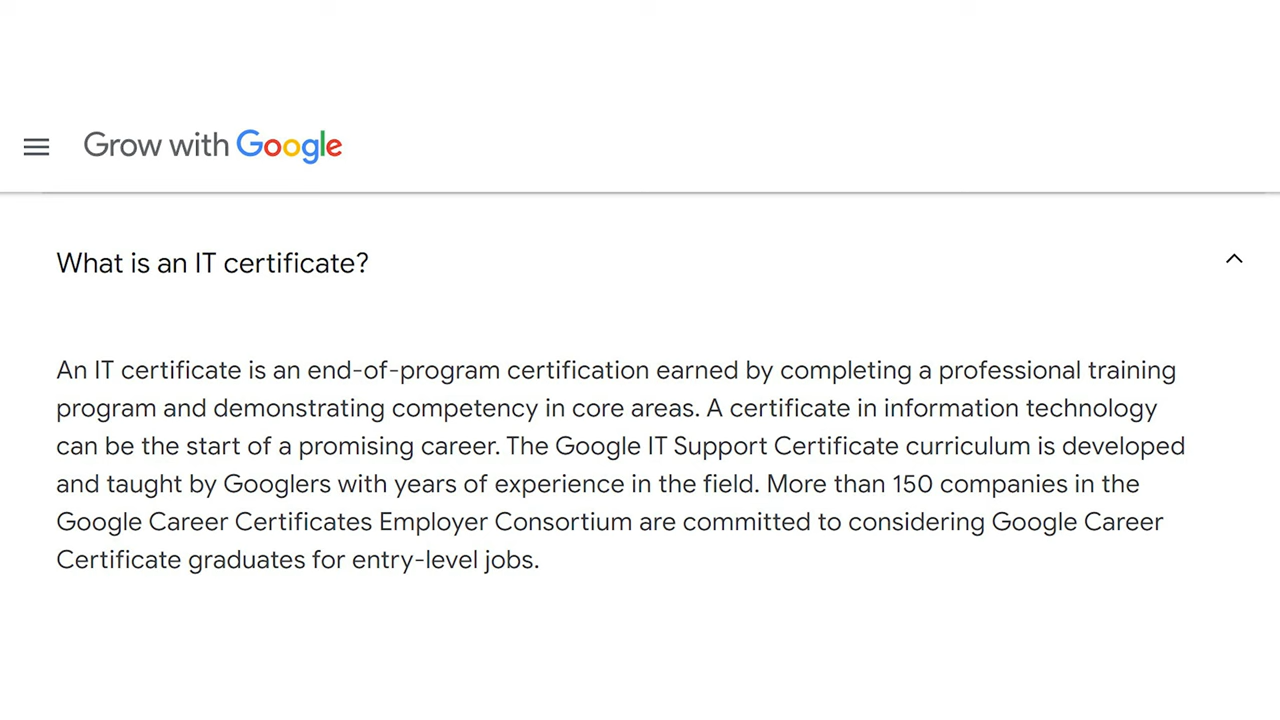 Grow with Google
What is an IT certificate?
An IT certificate is an end-of-program certification earned by completing a professional training
program and demonstrating competency in core areas. A certificate in information technology
can be the start of a promising career. The Google IT Support Certificate curriculum is developed
and taught by Googlers with years of experience in the field. More than 150 companies in the
Google Career Certificates Employer Consortium are committed to considering Google Career
Certificate graduates for entry-level jobs.